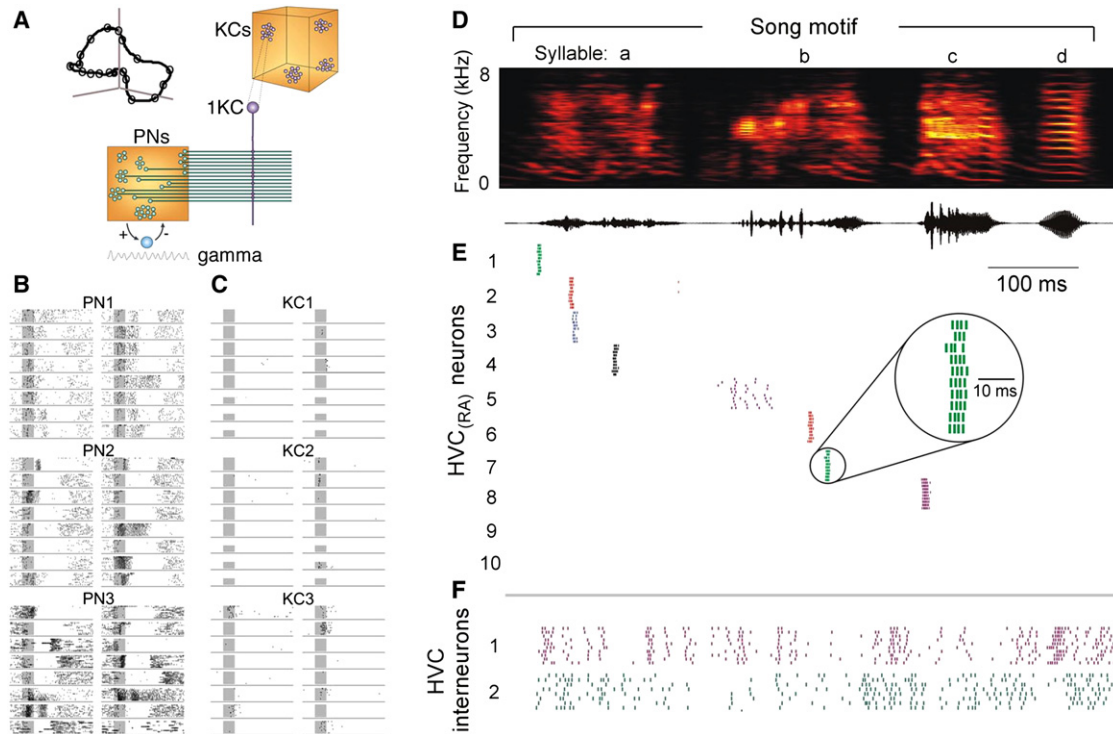 A
KCs
1KC
PNs
+
-
gamma
B
PN1
PN2
PN3
C
KC1
KC2
KC3
D
Song motif
Syllable: a b c d
Frequency (kHz)
8
0
E
100 ms
HVC(RA) neurons
1
2
3
4
5
6
7
8
9
10
10 ms
F
HVC
interneurons
1
2